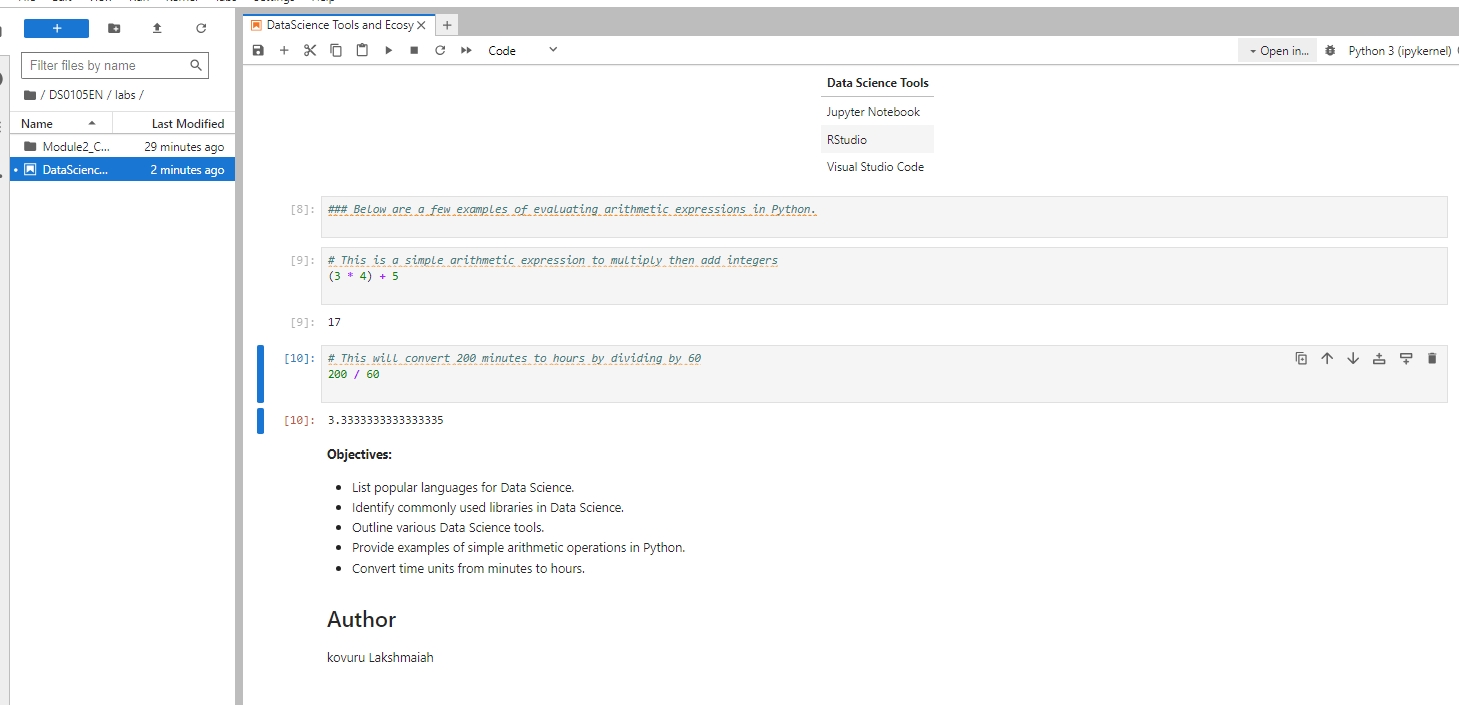 DataScience Tools and Ecosy
Code
Open in...
Python 3 (ipykernel)
Filter files by name
/ DS0105EN / labs /
Name Last Modified
Module2_C... 29 minutes ago
DataScienc... 2 minutes ago
Data Science Tools
Jupyter Notebook
RStudio
Visual Studio Code
[8]: ### Below are a few examples of evaluating arithmetic expressions in Python.
[9]: # This is a simple arithmetic expression to multiply then add integers
(3 * 4) + 5
[9]: 17
[10]: # This will convert 200 minutes to hours by dividing by 60
200 / 60
[10]: 3.3333333333333335
Objectives:
• List popular languages for Data Science.
• Identify commonly used libraries in Data Science.
• Outline various Data Science tools.
• Provide examples of simple arithmetic operations in Python.
• Convert time units from minutes to hours.
Author
kovuru Lakshmaiah